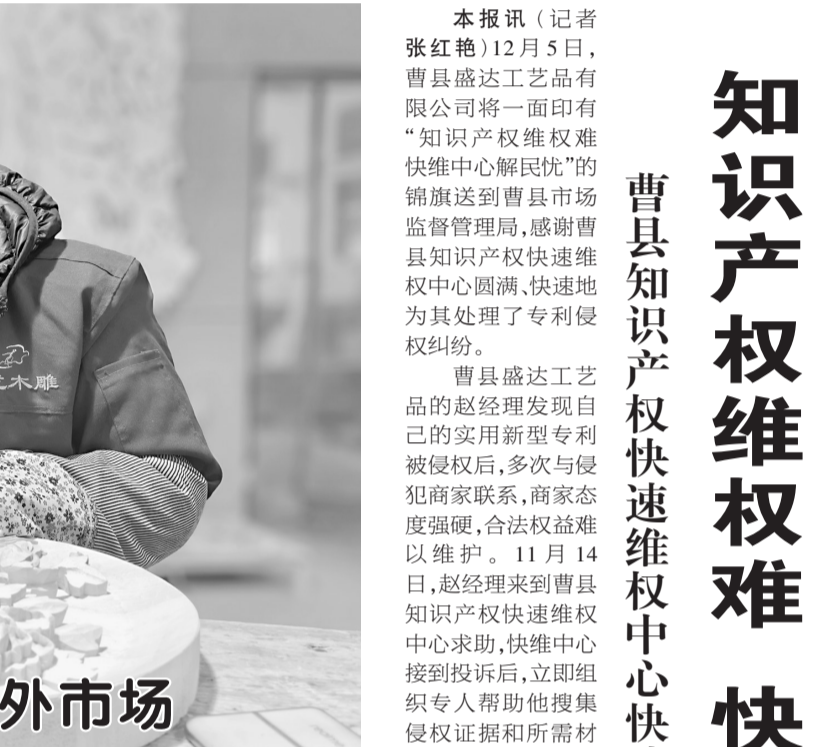 知识产权维权难 快
曹县知识产权快速维权中心快
本报讯（记者
张红艳）12月5日，
曹县盛达工艺品有
限公司将一面印有
“知识产权维权难
快维中心解民忧”的
锦旗送到曹县市场
监督管理局，感谢曹
县知识产权快速维
权中心圆满、快速地
为其处理了专利侵
权纠纷。
曹县盛达工艺
品的赵经理发现自
己的实用新型专利
被侵权后，多次与侵
犯商家联系，商家态
度强硬，合法权益难
以维护。11月14
日，赵经理来到曹县
知识产权快速维权
中心求助，快维中心
接到投诉后，立即组
织专人帮助他搜集
侵权证据和所需材
木雕
外市场